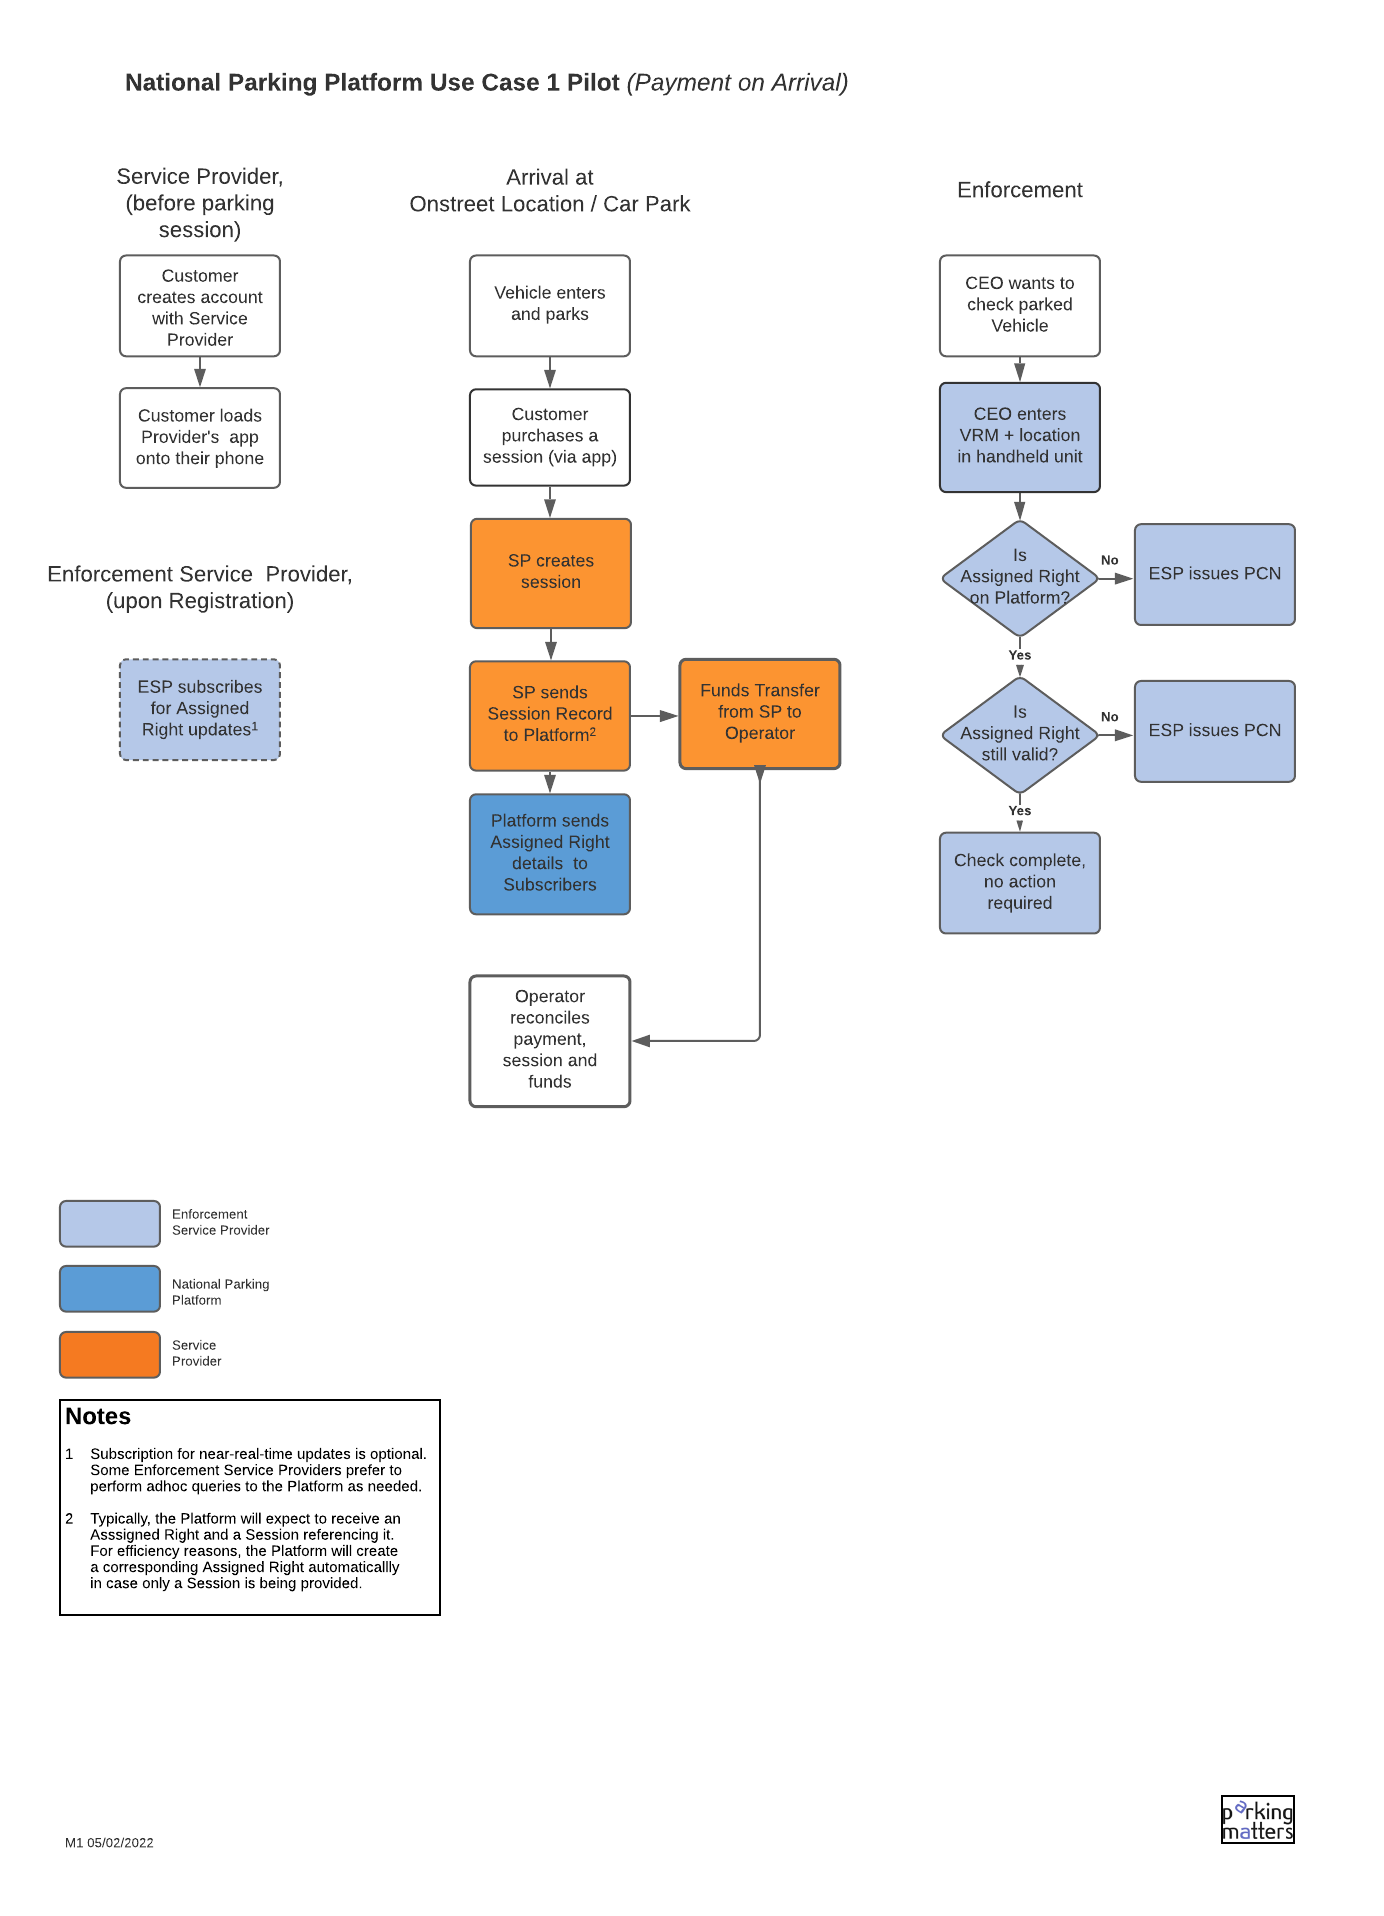 National Parking Platform Use Case 1 Pilot (Payment on Arrival)
Service Provider,
(before parking
session)
Customer
creates account
with Service
Provider
Customer loads
Provider's  app
onto their phone
Enforcement Service  Provider,
(upon Registration)
ESP subscribes
for Assigned
Right updates¹
Arrival at
Onstreet Location / Car Park
Vehicle enters
and parks
Customer
purchases a
session (via app)
SP creates
session
SP sends
Session Record
to Platform²
Funds Transfer
from SP to
Operator
Platform sends
Assigned Right
details  to
Subscribers
Operator
reconciles
payment,
session and
funds
Enforcement
CEO wants to
check parked
Vehicle
CEO enters
VRM + location
in handheld unit
Is
Assigned Right
on Platform?
No
ESP issues PCN
Yes
Is
Assigned Right
still valid?
No
ESP issues PCN
Yes
Check complete,
no action
required
Enforcement
Service Provider
National Parking
Platform
Service
Provider
Notes
1 Subscription for near-real-time updates is optional.
Some Enforcement Service Providers prefer to
perform adhoc queries to the Platform as needed.
2 Typically, the Platform will expect to receive an
Asssigned Right and a Session referencing it.
For efficiency reasons, the Platform will create
a corresponding Assigned Right automaticallly
in case only a Session is being provided.
M1 05/02/2022
parking
matters